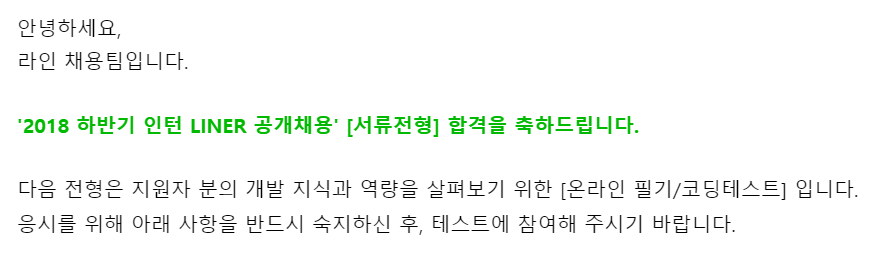 안녕하세요,
라인 채용팀입니다.
'2018 하반기 인턴 LINER 공개채용' [서류전형] 합격을 축하드립니다.
다음 전형은 지원자 분의 개발 지식과 역량을 살펴보기 위한 [온라인 필기/코딩테스트] 입니다.
응시를 위해 아래 사항을 반드시 숙지하신 후, 테스트에 참여해 주시기 바랍니다.